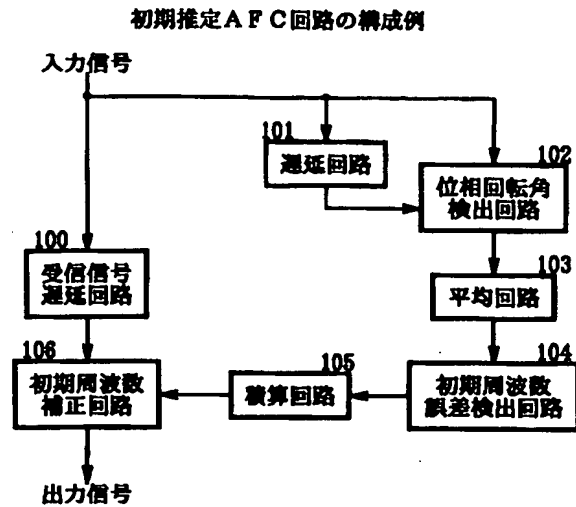 初期推定AFC回路の構成例
入力信号
101
遅延回路
102
位相回転角
検出回路
100
受信信号
遅延回路
103
平均回路
106
初期周波数
補正回路
105
積算回路
104
初期周波数
誤差検出回路
出力信号